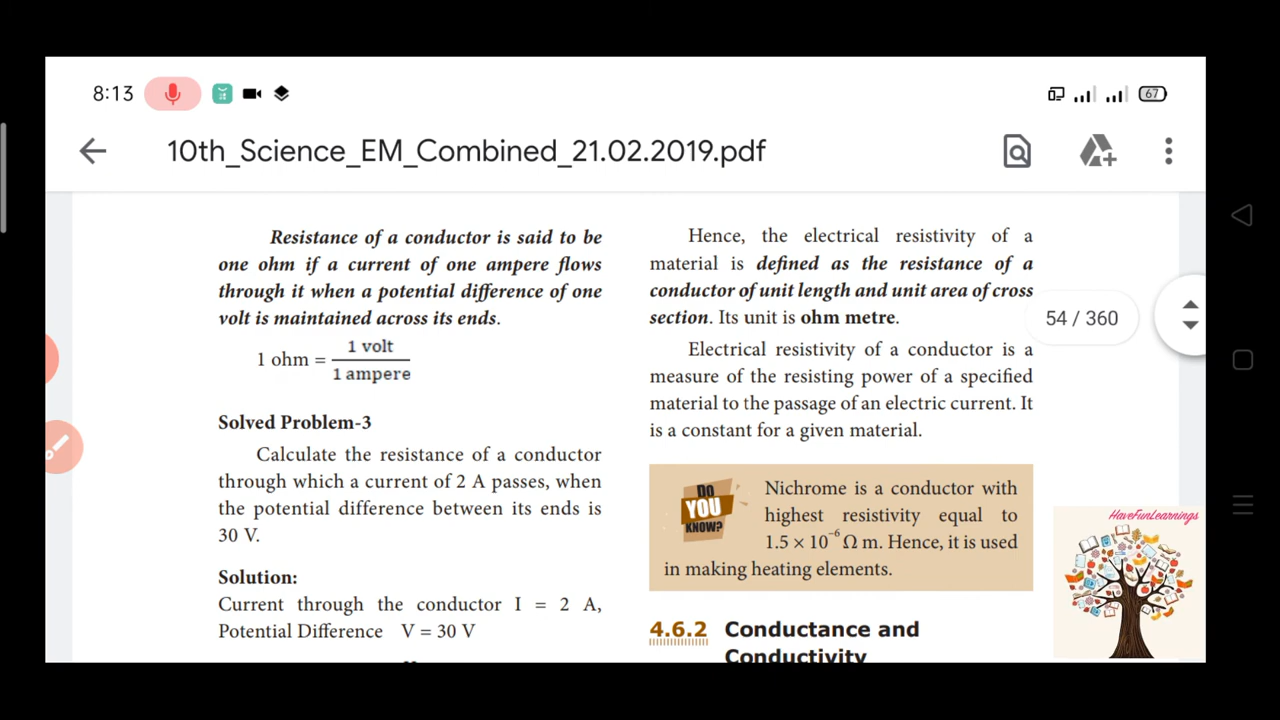 8:13
67
10th_Science_EM_Combined_21.02.2019.pdf
Resistance of a conductor is said to be
one ohm if a current of one ampere flows
through it when a potential difference of one
volt is maintained across its ends.
1 ohm = 1 volt / 1 ampere
Solved Problem-3
Calculate the resistance of a conductor
through which a current of 2 A passes, when
the potential difference between its ends is
30 V.
Solution:
Current through the conductor I = 2 A,
Potential Difference V = 30 V
Hence, the electrical resistivity of a
material is defined as the resistance of a
conductor of unit length and unit area of cross
section. Its unit is ohm metre.
Electrical resistivity of a conductor is a
measure of the resisting power of a specified
material to the passage of an electric current. It
is a constant for a given material.
DO
YOU
KNOW?
Nichrome is a conductor with
highest resistivity equal to
1.5 × 10⁻⁶ Ω m. Hence, it is used
in making heating elements.
4.6.2 Conductance and
Conductivity
54 / 360
HaveFunLearnings